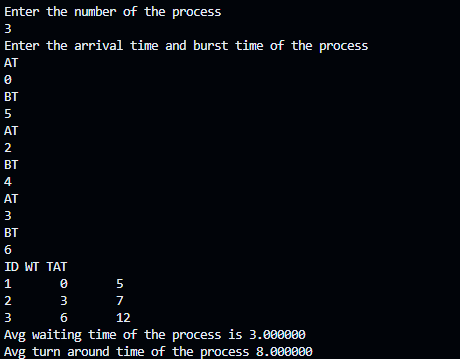 Enter the number of the process
3
Enter the arrival time and burst time of the process
AT
0
BT
5
AT
2
BT
4
AT
3
BT
6
ID WT TAT
1 0 5
2 3 7
3 6 12
Avg waiting time of the process is 3.000000
Avg turn around time of the process 8.000000